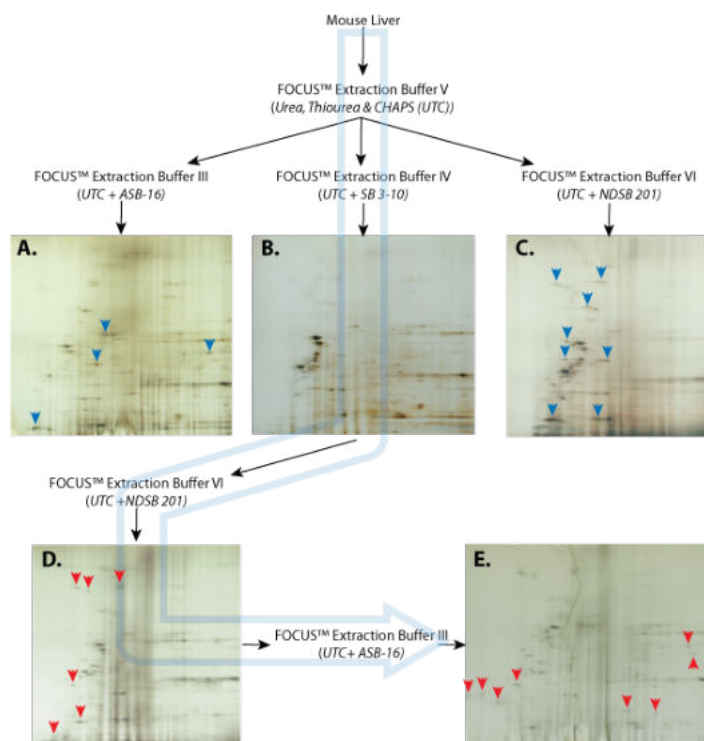 Mouse Liver
FOCUS™ Extraction Buffer V
(Urea, Thiourea & CHAPS (UTC))
FOCUS™ Extraction Buffer III
(UTC + ASB-16)
FOCUS™ Extraction Buffer IV
(UTC + SB 3-10)
FOCUS™ Extraction Buffer VI
(UTC + NDSB 201)
A.
B.
C.
FOCUS™ Extraction Buffer VI
(UTC +NDSB 201)
D.
E.
FOCUS™ Extraction Buffer III
(UTC+ ASB-16)